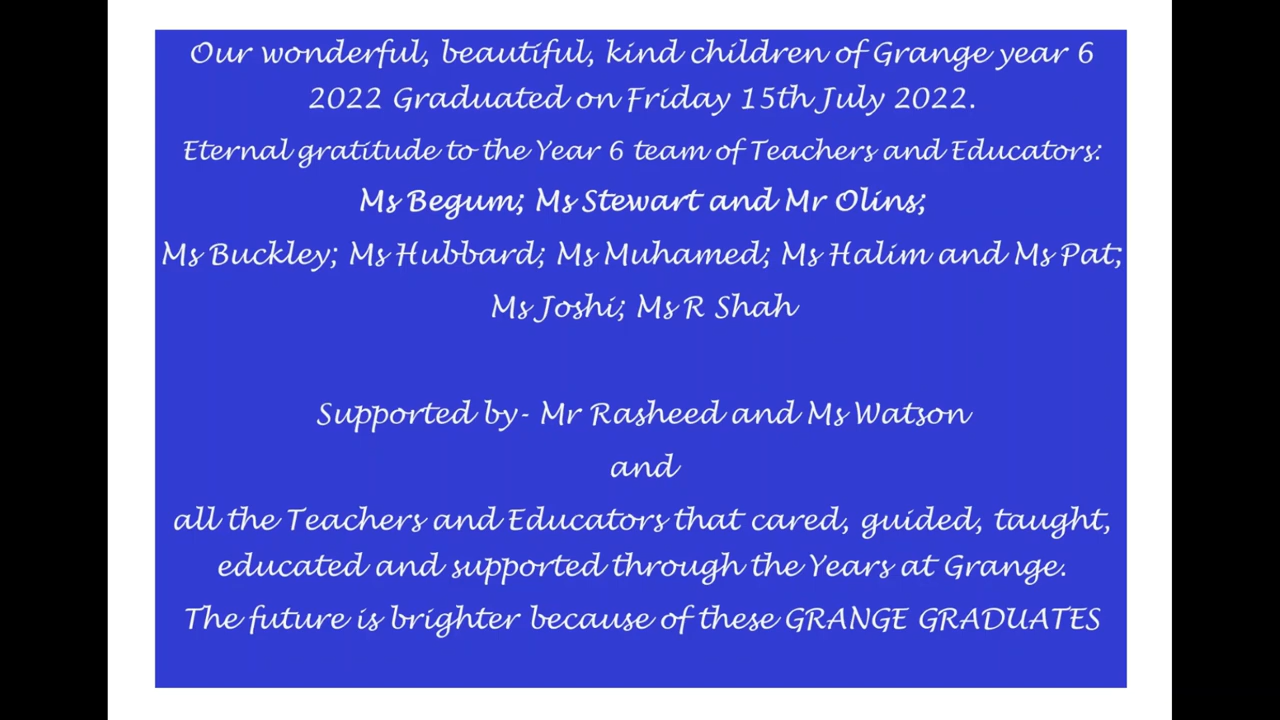 Our wonderful, beautiful, kind children of Grange year 6
2022 Graduated on Friday 15th July 2022.
Eternal gratitude to the Year 6 team of Teachers and Educators:
Ms Begum; Ms Stewart and Mr Olins;
Ms Buckley; Ms Hubbard; Ms Muhamed; Ms Halim and Ms Pat;
Ms Joshi; Ms R Shah
Supported by- Mr Rasheed and Ms Watson
and
all the Teachers and Educators that cared, guided, taught,
educated and supported through the Years at Grange.
The future is brighter because of these GRANGE GRADUATES